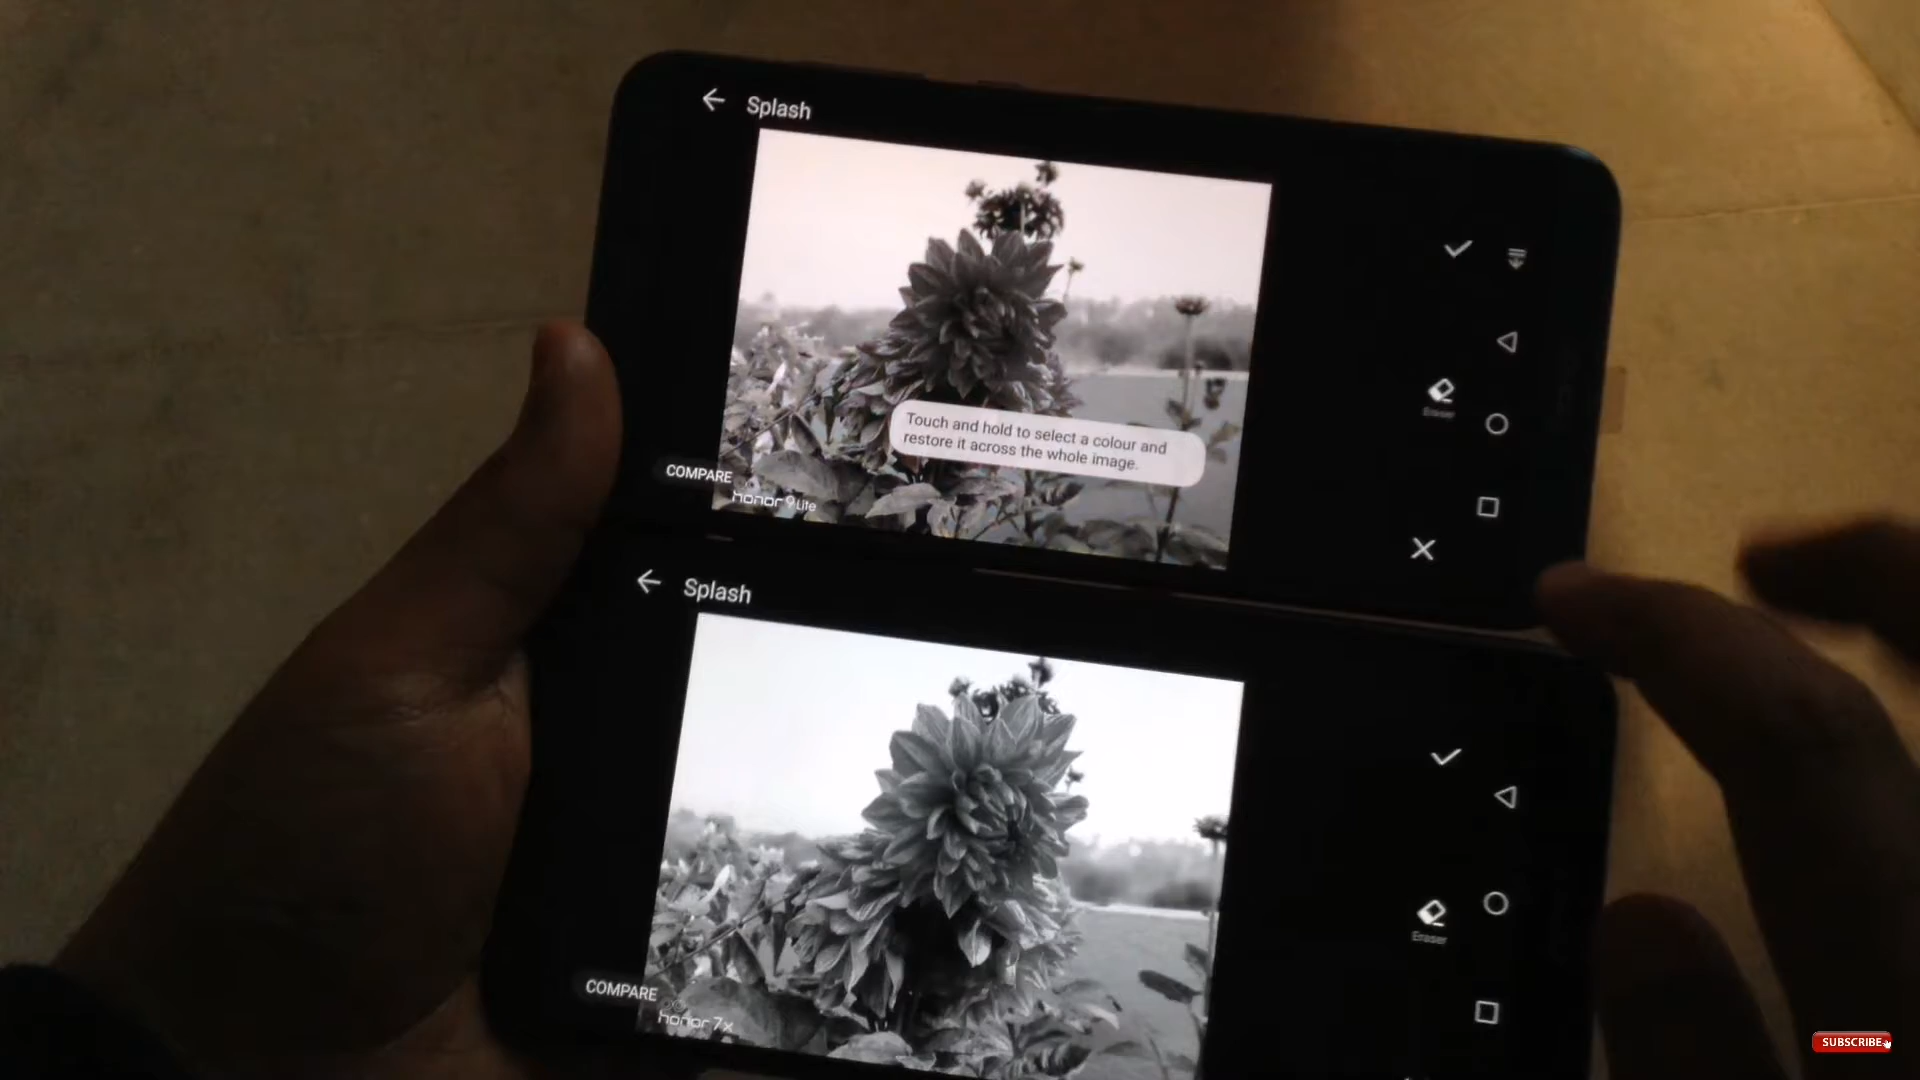 Splash
Touch and hold to select a colour and
restore it across the whole image.
Eraser
COMPARE
honor 9 Lite
Splash
Eraser
COMPARE
honor 7x
SUBSCRIBE